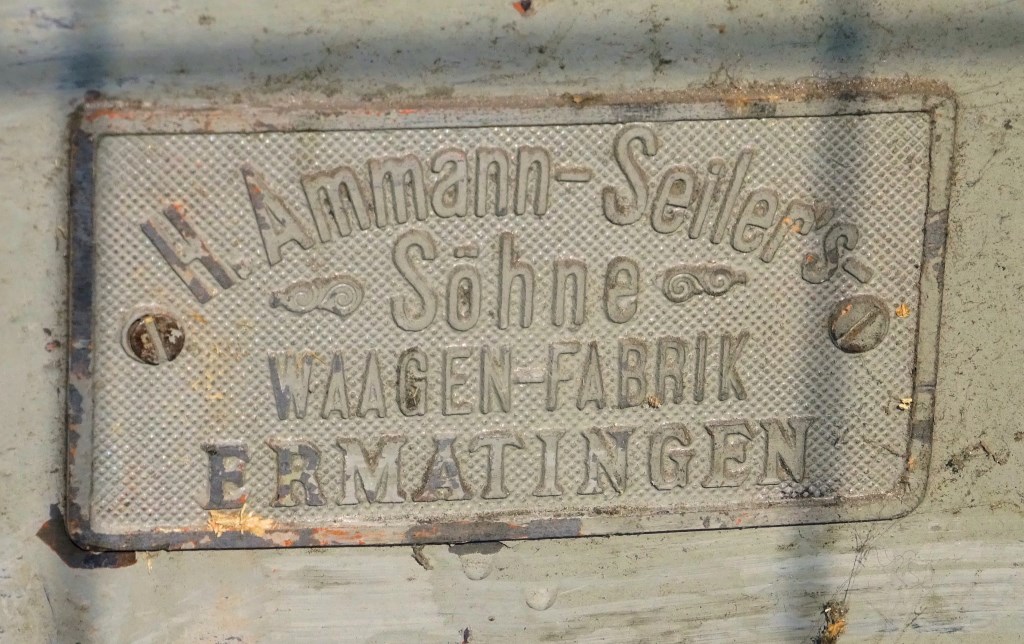 H. Ammann-Seiler's-
Söhne
WAAGEN-FABRIK
ERMATINGEN